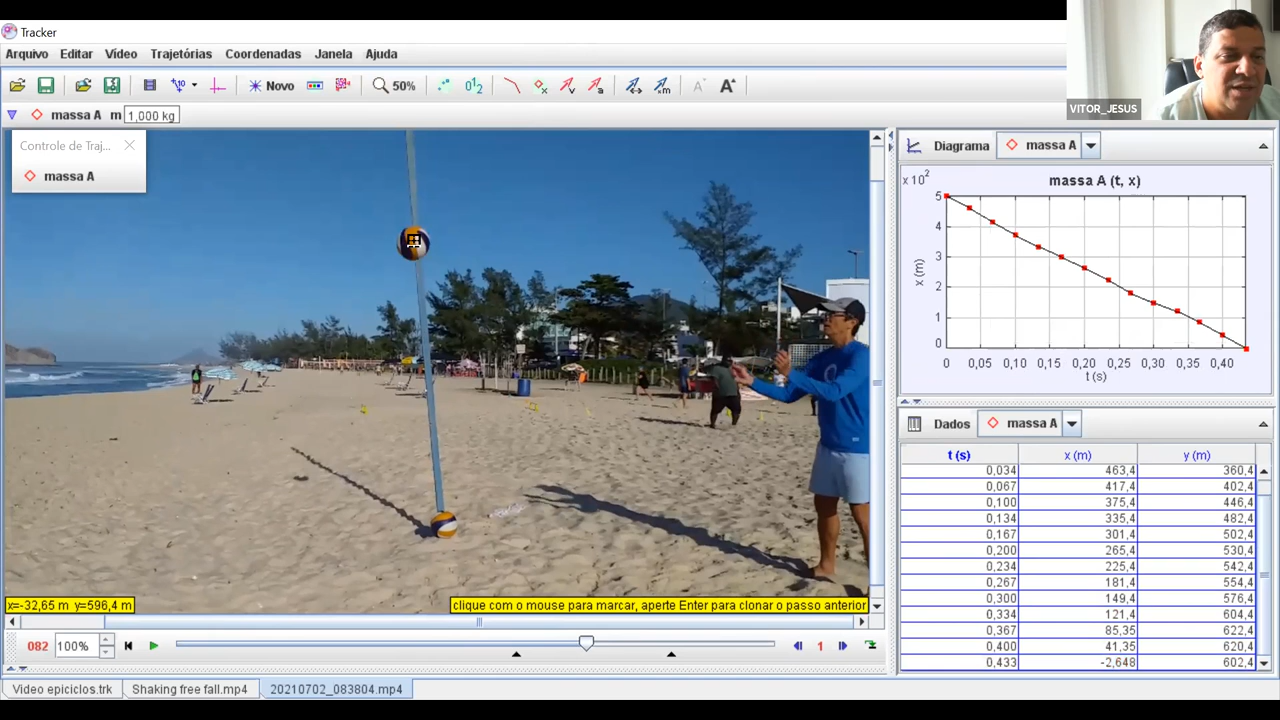 Tracker
Arquivo Editar Vídeo Trajetórias Coordenadas Janela Ajuda
Novo 50%
massa A m 1,000 kg
VITOR_JESUS
Controle de Traj...
massa A
Diagrama massa A
x 10² massa A (t, x)
x (m)
5
4
3
2
1
0
0 0,05 0,10 0,15 0,20 0,25 0,30 0,35 0,40
t (s)
Dados massa A
t (s) x (m) y (m)
0,034 463,4 360,4
0,067 417,4 402,4
0,100 375,4 446,4
0,134 335,4 482,4
0,167 301,4 502,4
0,200 265,4 530,4
0,234 225,4 542,4
0,267 181,4 554,4
0,300 149,4 576,4
0,334 121,4 604,4
0,367 85,35 622,4
0,400 41,35 620,4
0,433 -2,648 602,4
x=-32,65 m y=596,4 m clique com o mouse para marcar, aperte Enter para clonar o passo anterior
082 100% 1
Video epiciclos.trk Shaking free fall.mp4 20210702_083804.mp4